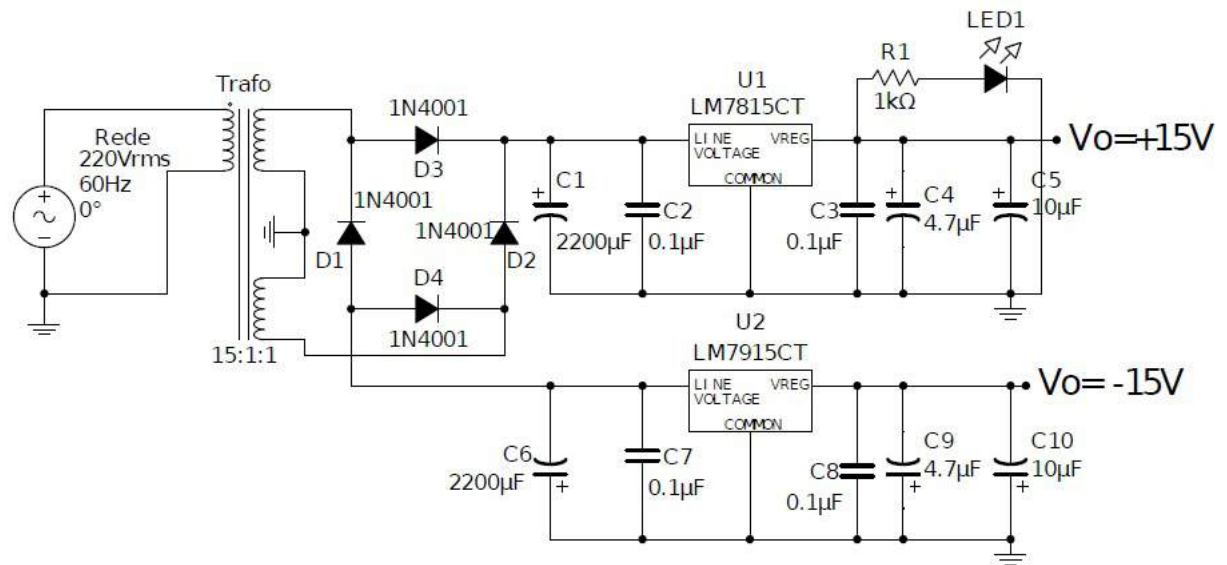 LED1
R1
1kΩ
Trafo
U1
LM7815CT
1N4001
Rede
220Vrms
60Hz
0°
D3
LINE
VOLTAGE
VREG
COMMON
Vo=+15V
+
−
1N4001
1N4001
D1
D2
+
C1
2200µF
C2
0.1µF
C3
0.1µF
+
C4
4.7µF
+
C5
10µF
D4
1N4001
15:1:1
U2
LM7915CT
LINE
VOLTAGE
VREG
COMMON
Vo= -15V
C6
2200µF
+
C7
0.1µF
C8
0.1µF
C9
4.7µF
+
C10
10µF
+